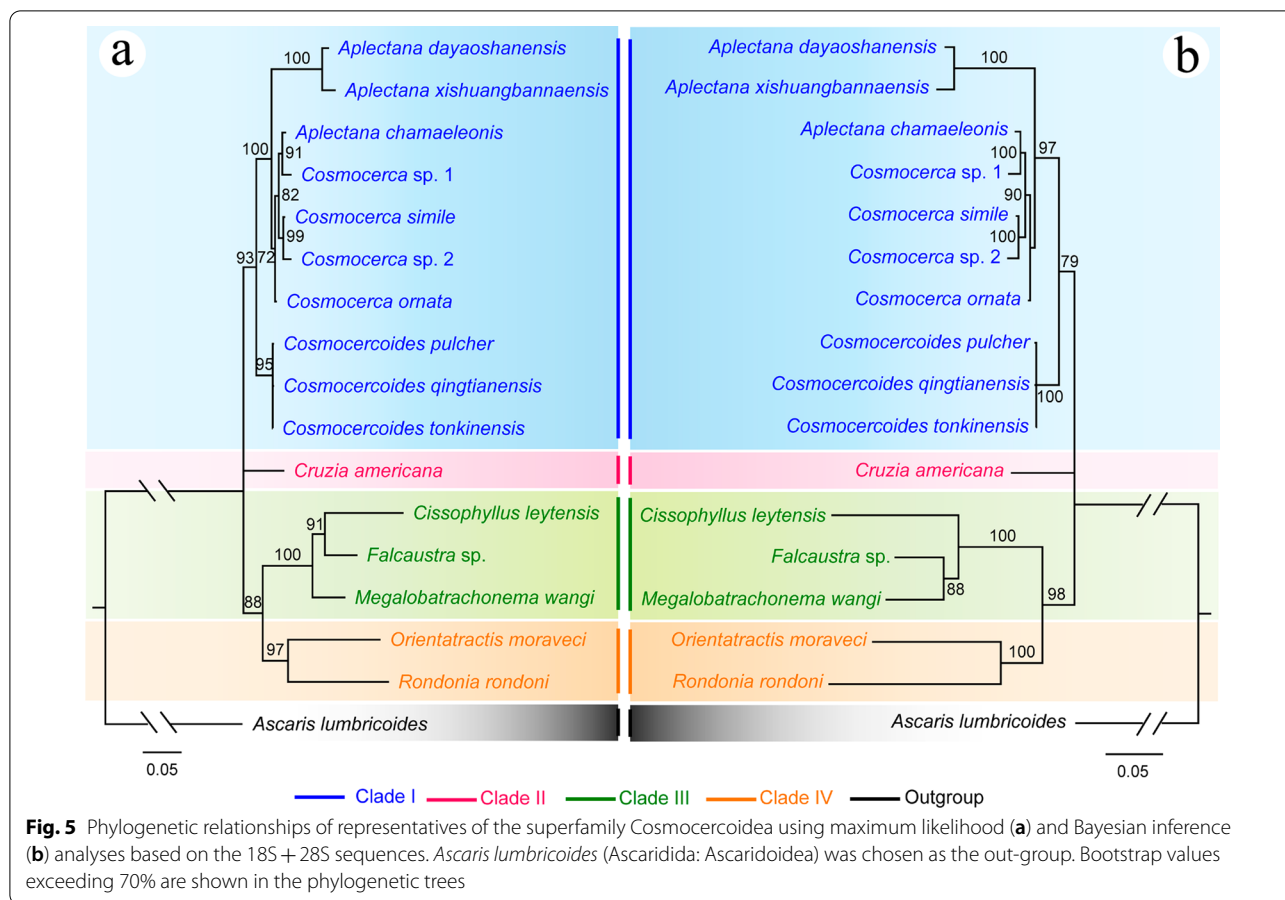 a
b
100
Aplectana dayaoshanensis
Aplectana xishuangbannaensis
100
Aplectana chamaeleonis
91
Cosmocerca sp. 1
82
Cosmocerca simile
99
Cosmocerca sp. 2
93
72
Cosmocerca ornata
Cosmocercoides pulcher
95
Cosmocercoides qingtianensis
Cosmocercoides tonkinensis
Cruzia americana
Cissophyllus leytensis
91
100
Falcaustra sp.
Megalobatrachonema wangi
88
Orientatractis moraveci
97
Rondonia rondoni
Ascaris lumbricoides
0.05
Aplectana dayaoshanensis
100
Aplectana xishuangbannaensis
Aplectana chamaeleonis
100
97
Cosmocerca sp. 1
90
Cosmocerca simile
100
Cosmocerca sp. 2
79
Cosmocerca ornata
Cosmocercoides pulcher
Cosmocercoides qingtianensis
100
Cosmocercoides tonkinensis
Cruzia americana
Cissophyllus leytensis
100
Falcaustra sp.
88
Megalobatrachonema wangi
98
Orientatractis moraveci
100
Rondonia rondoni
Ascaris lumbricoides
0.05
Clade I Clade II Clade III Clade IV Outgroup
Fig. 5 Phylogenetic relationships of representatives of the superfamily Cosmocercoidea using maximum likelihood (a) and Bayesian inference
(b) analyses based on the 18S + 28S sequences. Ascaris lumbricoides (Ascaridida: Ascaridoidea) was chosen as the out-group. Bootstrap values
exceeding 70% are shown in the phylogenetic trees